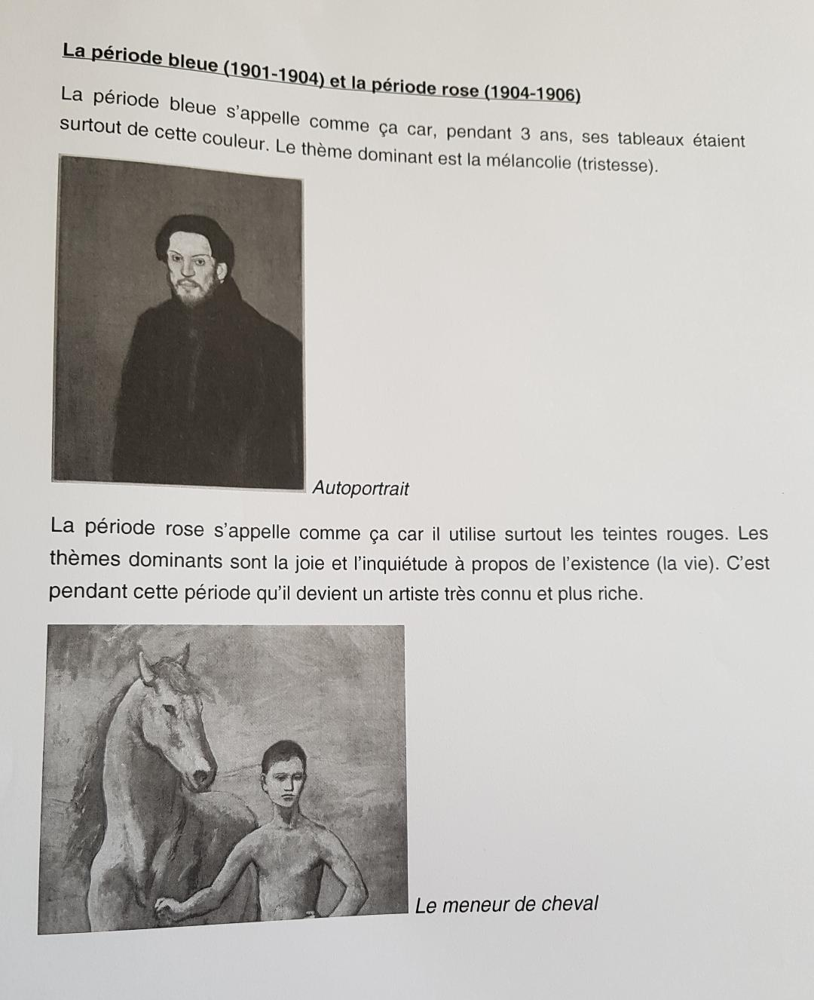 La période bleue (1901-1904) et la période rose (1904-1906)
La période bleue s'appelle comme ça car, pendant 3 ans, ses tableaux étaient
surtout de cette couleur. Le thème dominant est la mélancolie (tristesse).
Autoportrait
La période rose s'appelle comme ça car il utilise surtout les teintes rouges. Les
thèmes dominants sont la joie et l'inquiétude à propos de l'existence (la vie). C'est
pendant cette période qu'il devient un artiste très connu et plus riche.
Le meneur de cheval